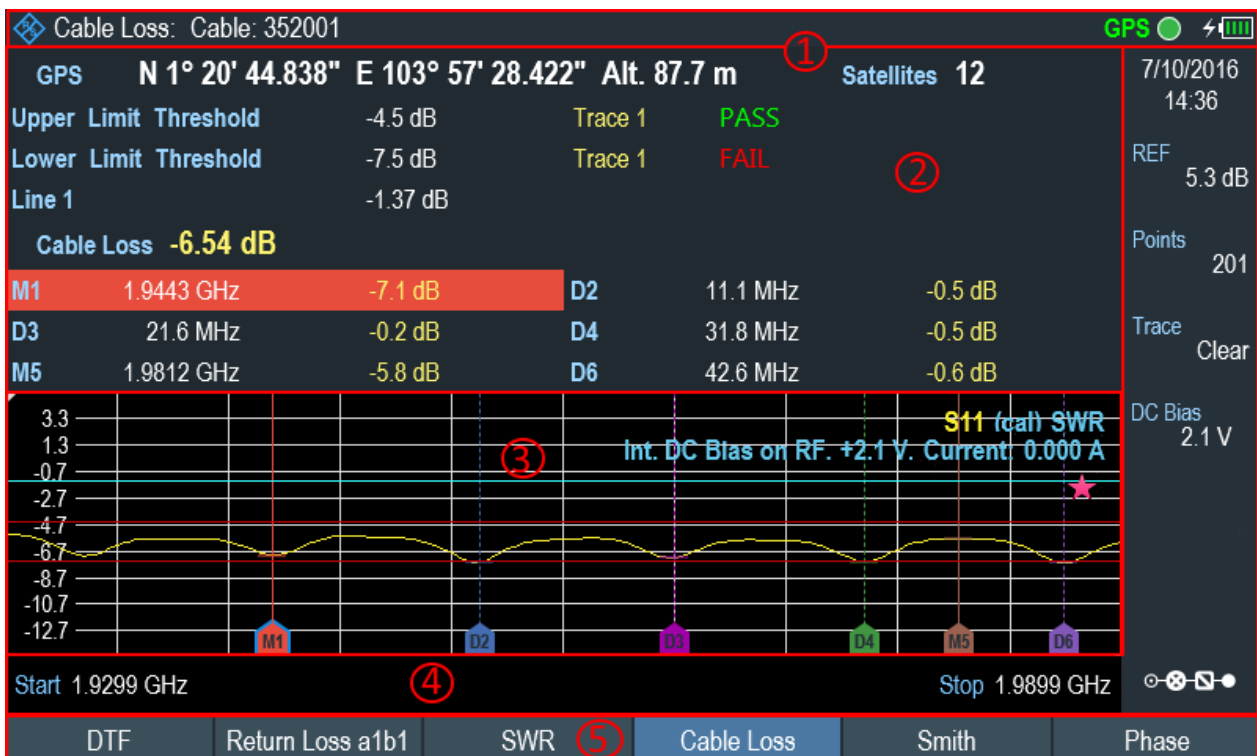 Cable Loss: Cable: 352001 GPS
①
GPS N 1° 20' 44.838" E 103° 57' 28.422" Alt. 87.7 m Satellites 12
Upper Limit Threshold -4.5 dB Trace 1 PASS
Lower Limit Threshold -7.5 dB Trace 1 FAIL
②
Line 1 -1.37 dB
Cable Loss -6.54 dB
M1 1.9443 GHz -7.1 dB D2 11.1 MHz -0.5 dB
D3 21.6 MHz -0.2 dB D4 31.8 MHz -0.5 dB
M5 1.9812 GHz -5.8 dB D6 42.6 MHz -0.6 dB
7/10/2016
14:36
REF
5.3 dB
Points
201
Trace
Clear
DC Bias
2.1 V
S11 (cal) SWR
Int. DC Bias on RF. +2.1 V. Current: 0.000 A
③
3.3
1.3
-0.7
-2.7
-4.7
-6.7
-8.7
-10.7
-12.7
M1 D2 D3 D4 M5 D6
Start 1.9299 GHz ④ Stop 1.9899 GHz
DTF Return Loss a1b1 SWR ⑤ Cable Loss Smith Phase